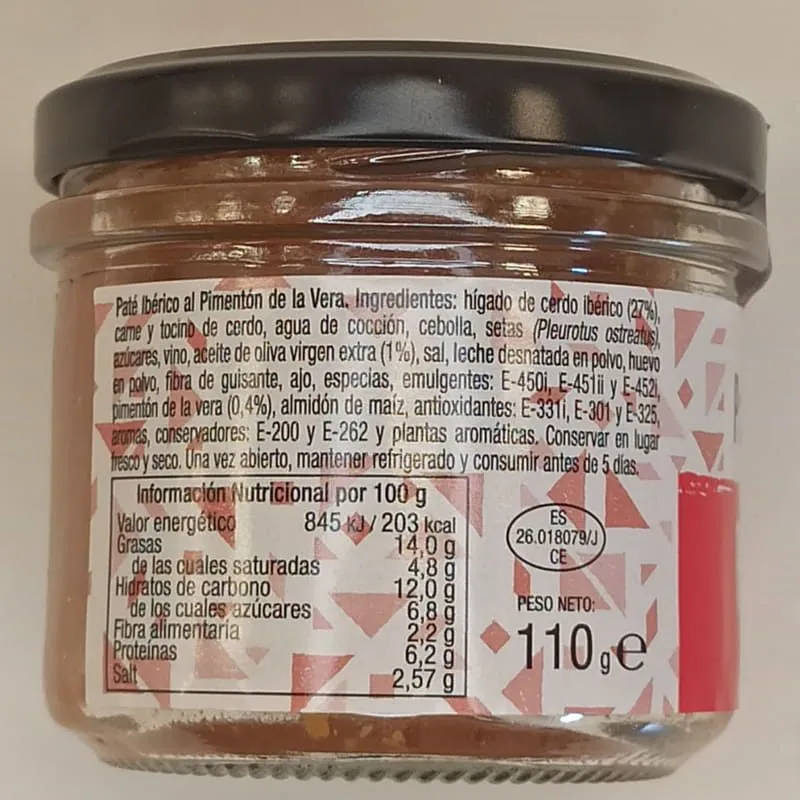 Paté Ibérico al Pimentón de la Vera. Ingredientes: hígado de cerdo ibérico (27%),
carne y tocino de cerdo, agua de cocción, cebolla, setas (Pleurotus ostreatus),
azúcares, vino, aceite de oliva virgen extra (1%), sal, leche desnatada en polvo, huevo
en polvo, fibra de guisante, ajo, especias, emulgentes: E-450i, E-451ii y E-452i,
pimentón de la vera (0,4%), almidón de maíz, antioxidantes: E-331i, E-301 y E-325,
aromas, conservadores: E-200 y E-262 y plantas aromáticas. Conservar en lugar
fresco y seco. Una vez abierto, mantener refrigerado y consumir antes de 5 días.
Información Nutricional por 100 g
Valor energético 845 KJ / 203 kcal
Grasas 14,0 g
de las cuales saturadas 4,8 g
Hidratos de carbono 12,0 g
de los cuales azúcares 6,8 g
Fibra alimentaria 2,2 g
Proteínas 6,2 g
Salt 2,57 g
ES
26.018079/J
CE
PESO NETO:
110 g e